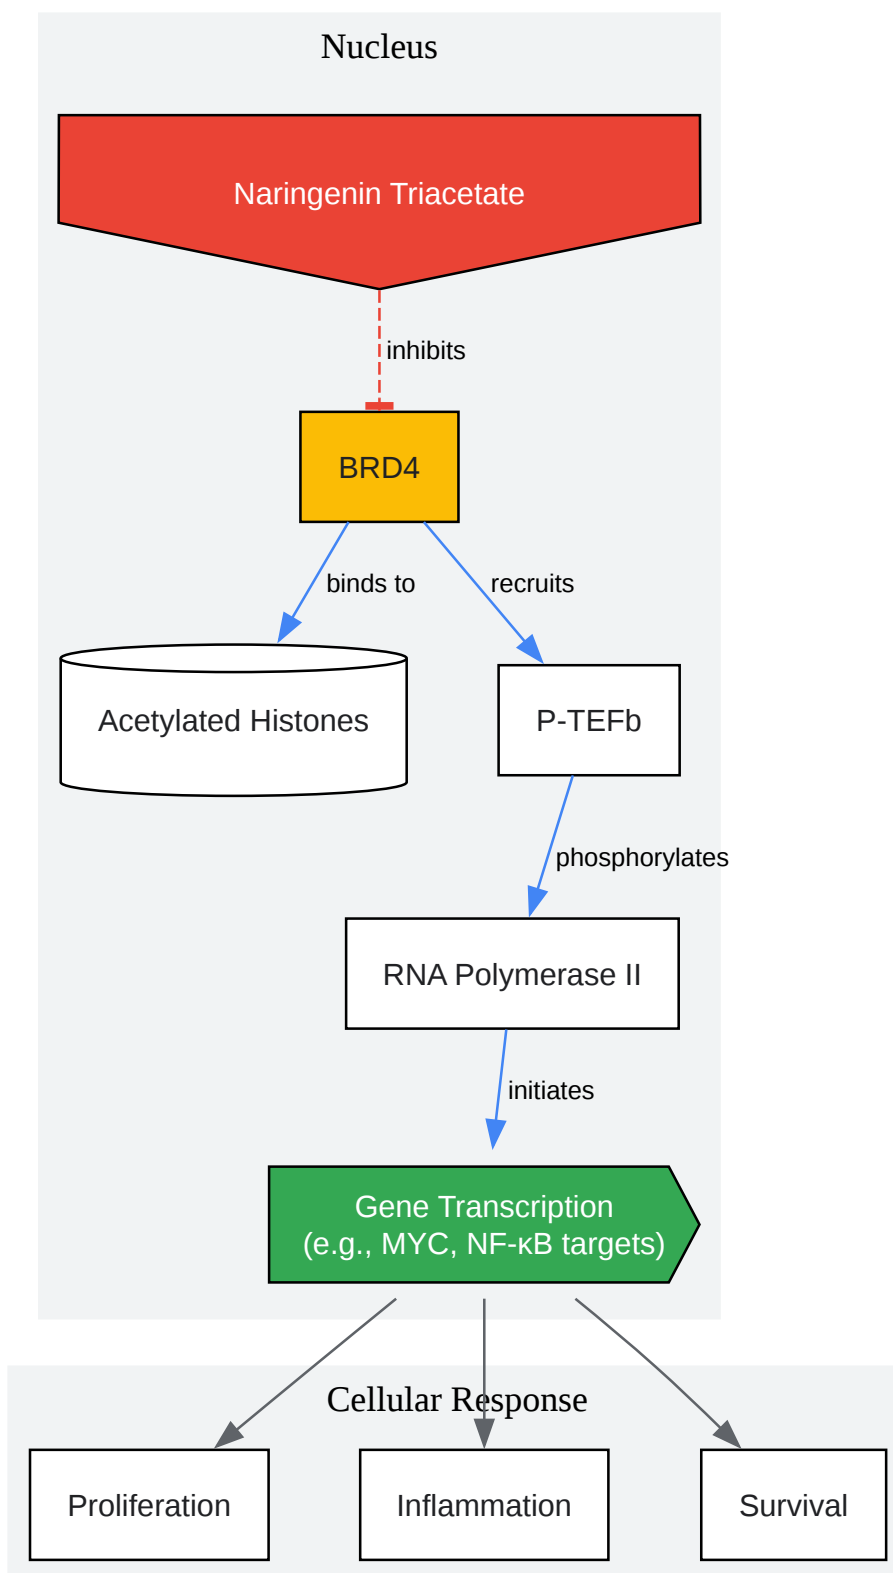 Nucleus
Naringenin Triacetate
inhibits
BRD4
binds to
recruits
Acetylated Histones
P-TEFb
phosphorylates
RNA Polymerase II
initiates
Gene Transcription
(e.g., MYC, NF-κB targets)
Cellular Response
Proliferation
Inflammation
Survival